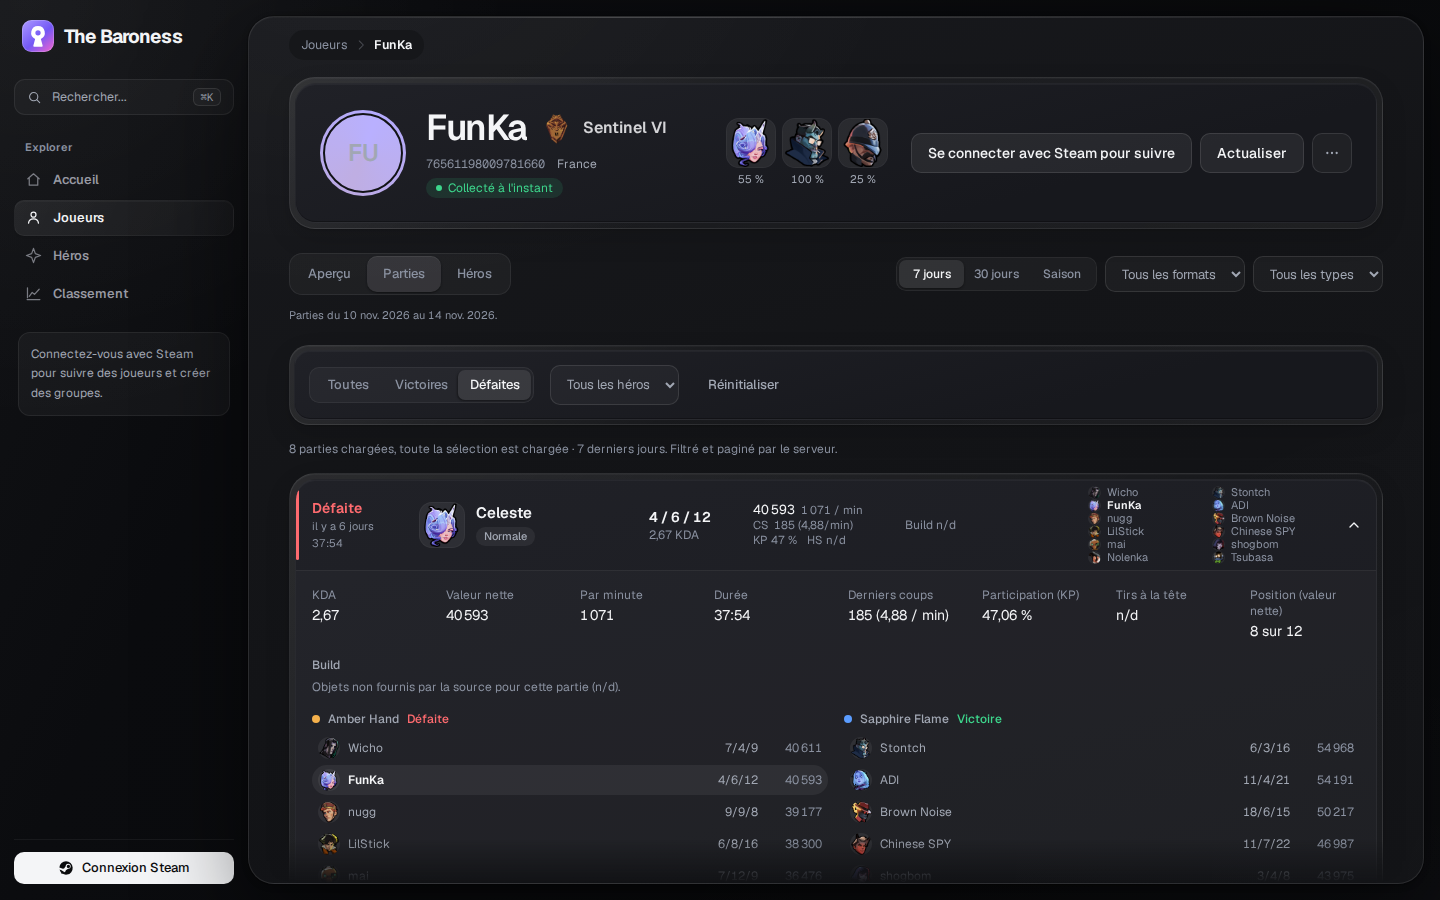 The Baroness
Rechercher...
⌘K
Explorer
Accueil
Joueurs
Héros
Classement
Connectez-vous avec Steam
pour suivre des joueurs et créer
des groupes.
Connexion Steam
Joueurs
FunKa
FU
FunKa
Sentinel VI
76561198009781660 France
Collecté à l'instant
55 %
100 %
25 %
Se connecter avec Steam pour suivre
Actualiser
Aperçu
Parties
Héros
7 jours
30 jours
Saison
Tous les formats
Tous les types
Parties du 10 nov. 2026 au 14 nov. 2026.
Toutes
Victoires
Défaites
Tous les héros
Réinitialiser
8 parties chargées, toute la sélection est chargée · 7 derniers jours. Filtré et paginé par le serveur.
Défaite
il y a 6 jours
37:54
Celeste
Normale
4 / 6 / 12
2,67 KDA
40 593 1 071 / min
CS 185 (4,88/min)
KP 47 % HS n/d
Build n/d
Wicho
FunKa
nugg
LilStick
mai
Nolenka
Stontch
ADI
Brown Noise
Chinese SPY
shogbom
Tsubasa
KDA
2,67
Valeur nette
40 593
Par minute
1 071
Durée
37:54
Derniers coups
185 (4,88 / min)
Participation (KP)
47,06 %
Tirs à la tête
n/d
Position (valeur
nette)
8 sur 12
Build
Objets non fournis par la source pour cette partie (n/d).
Amber Hand Défaite
Wicho 7/4/9 40 611
FunKa 4/6/12 40 593
nugg 9/9/8 39 177
LilStick 6/8/16 38 300
mai 7/12/9 36 476
Sapphire Flame Victoire
Stontch 6/3/16 54 968
ADI 11/4/21 54 191
Brown Noise 18/6/15 50 217
Chinese SPY 11/7/22 46 987
shogbom 3/4/8 43 975